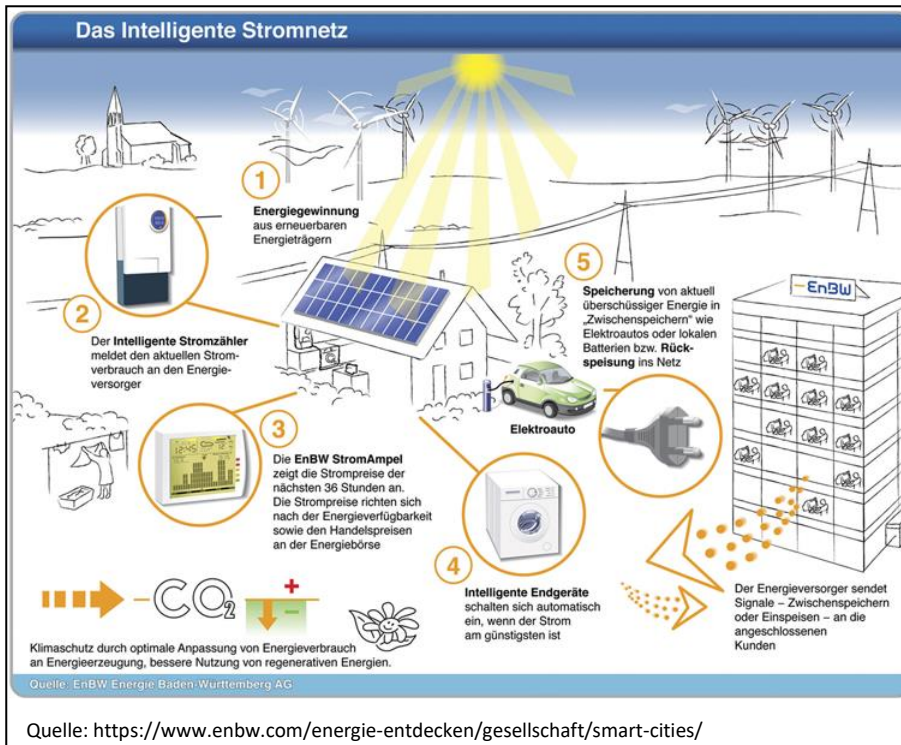 Das Intelligente Stromnetz
1
Energiegewinnung
aus erneuerbaren
Energieträgern
2
Der Intelligente Stromzähler
meldet den aktuellen Strom-
verbrauch an den Energie-
versorger
3
Die EnBW StromAmpel
zeigt die Strompreise der
nächsten 36 Stunden an.
Die Strompreise richten sich
nach der Energieverfügbarkeit
sowie den Handelspreisen
an der Energiebörse
12:45
4
Intelligente Endgeräte
schalten sich automatisch
ein, wenn der Strom
am günstigsten ist
5
Speicherung von aktuell
überschüssiger Energie in
„Zwischenspeichern“ wie
Elektroautos oder lokalen
Batterien bzw. Rück-
speisung ins Netz
Elektroauto
EnBW
Der Energieversorger sendet
Signale – Zwischenspeichern
oder Einspeisen – an die
angeschlossenen
Kunden
–CO2
+
–
Klimaschutz durch optimale Anpassung von Energieverbrauch
an Energieerzeugung, bessere Nutzung von regenerativen Energien.
Quelle: EnBW Energie Baden-Württemberg AG
Quelle: https://www.enbw.com/energie-entdecken/gesellschaft/smart-cities/